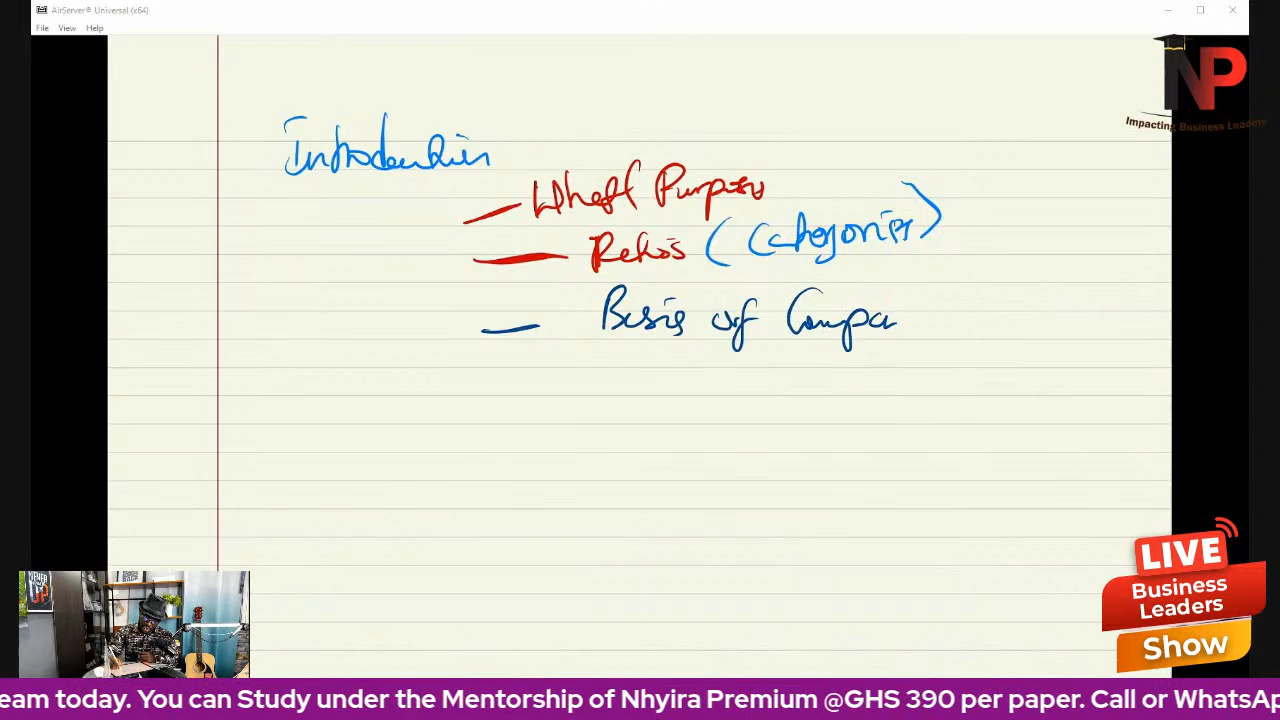 AirServer® Universal (x64)
File View Help
NP
Impacting Business Leaders
Introduction
— What Purpose
— Ratios (Categories)
— Basis of Compa
LIVE
Business
Leaders
Show
eam today. You can Study under the Mentorship of Nhyira Premium @GHS 390 per paper. Call or WhatsAp